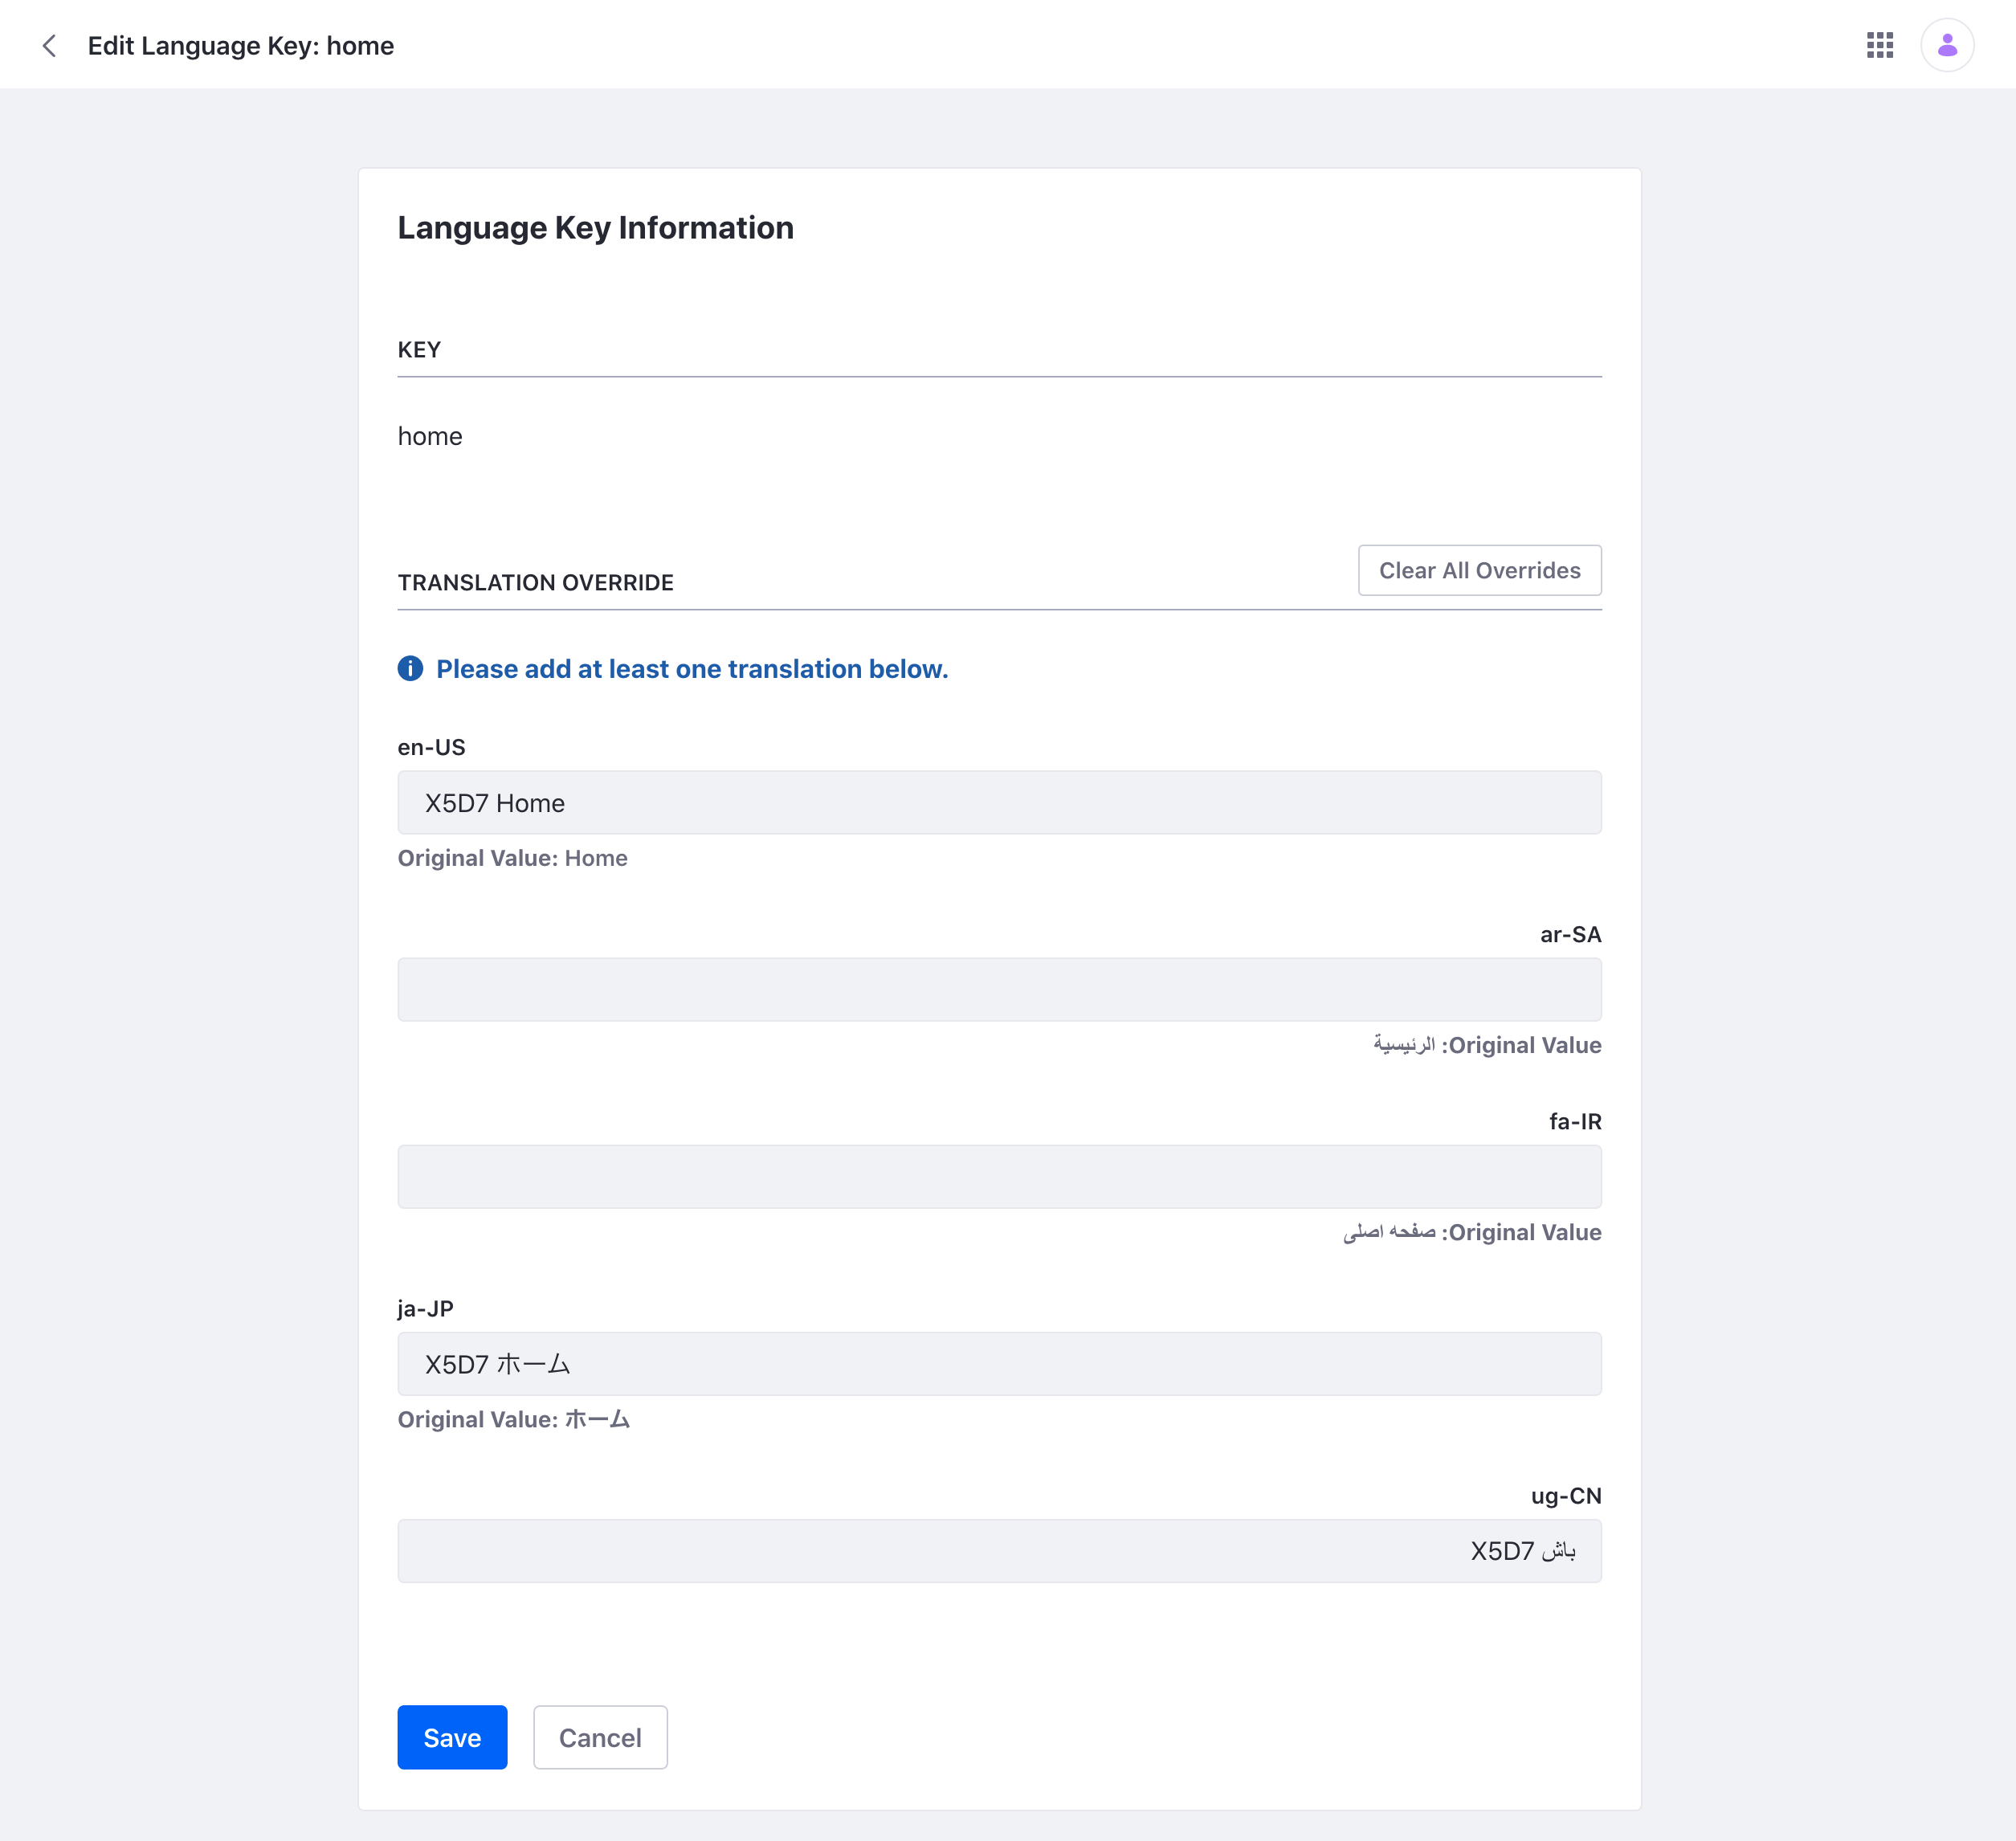 Edit Language Key: home
Language Key Information
KEY
home
TRANSLATION OVERRIDE
Clear All Overrides
Please add at least one translation below.
en-US
X5D7 Home
Original Value: Home
ar-SA
Original Value: الرئيسية
fa-IR
Original Value: صفحه اصلی
ja-JP
X5D7 ホーム
Original Value: ホーム
ug-CN
باش X5D7
Save
Cancel